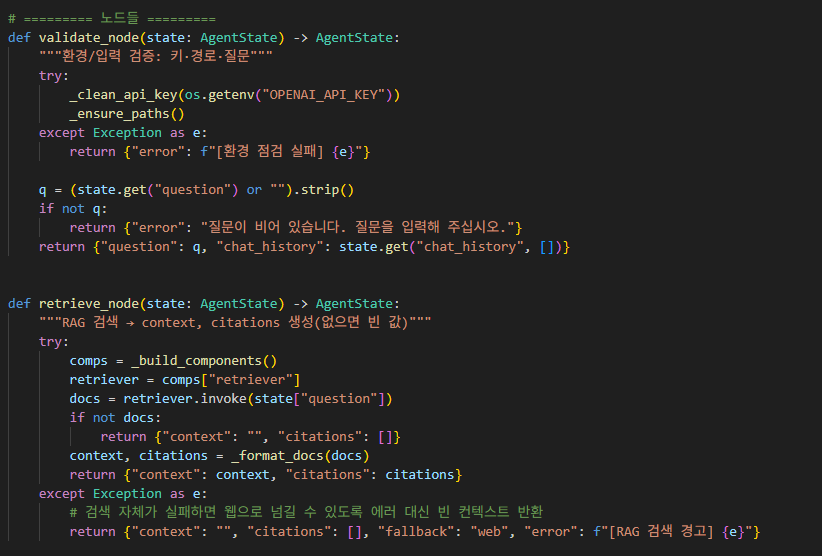 # ========= 노드들 =========
def validate_node(state: AgentState) -> AgentState:
    """환경/입력 검증: 키·경로·질문"""
    try:
        _clean_api_key(os.getenv("OPENAI_API_KEY"))
        _ensure_paths()
    except Exception as e:
        return {"error": f"[환경 점검 실패] {e}"}
    q = (state.get("question") or "").strip()
    if not q:
        return {"error": "질문이 비어 있습니다. 질문을 입력해 주십시오."}
    return {"question": q, "chat_history": state.get("chat_history", [])}
def retrieve_node(state: AgentState) -> AgentState:
    """RAG 검색 → context, citations 생성(없으면 빈 값)"""
    try:
        comps = _build_components()
        retriever = comps["retriever"]
        docs = retriever.invoke(state["question"])
        if not docs:
            return {"context": "", "citations": []}
        context, citations = _format_docs(docs)
        return {"context": context, "citations": citations}
    except Exception as e:
        # 검색 자체가 실패하면 웹으로 넘길 수 있도록 에러 대신 빈 컨텍스트 반환
        return {"context": "", "citations": [], "fallback": "web", "error": f"[RAG 검색 경고] {e}"}